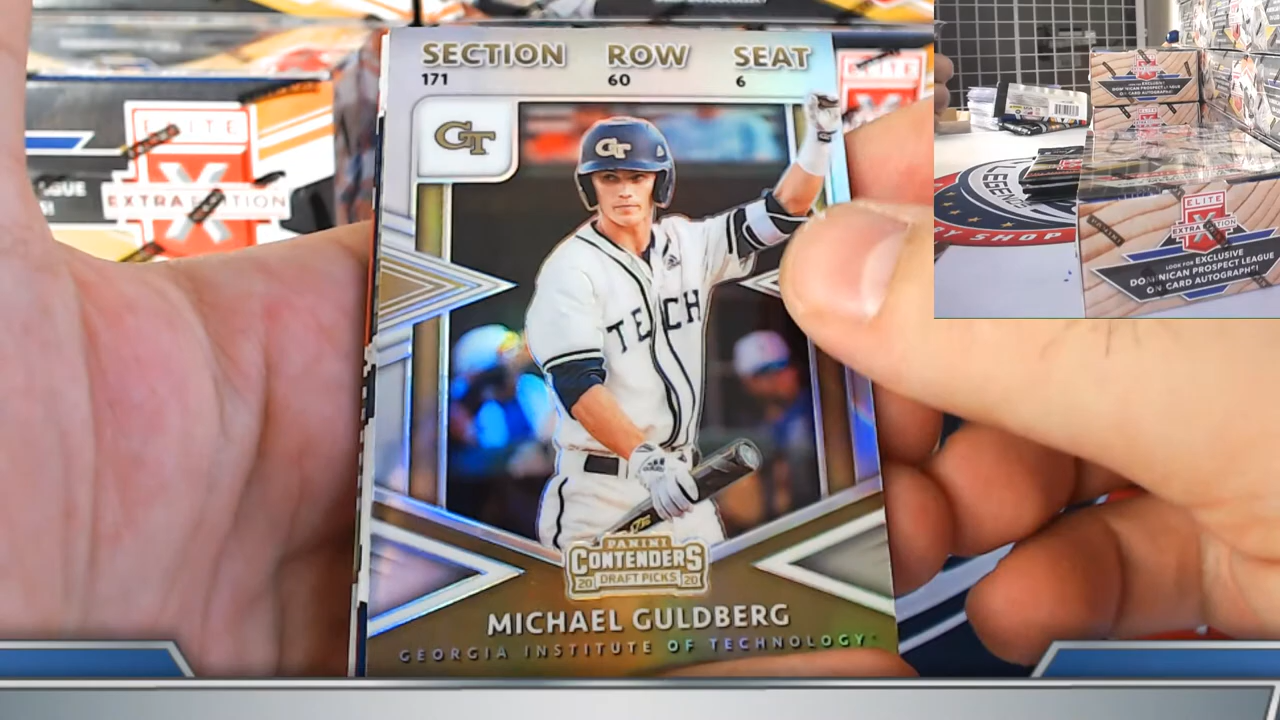 SECTION ROW SEAT
171 60 6
GT
GT
TECH
PANINI
CONTENDERS
20 DRAFT PICKS 20
MICHAEL GULDBERG
GEORGIA INSTITUTE OF TECHNOLOGY
ELITE
EXTRA EDITION
ELITE
EXTRA EDITION
LOOK FOR EXCLUSIVE
DOMINICAN PROSPECT LEAGUE
ON-CARD AUTOGRAPHS!